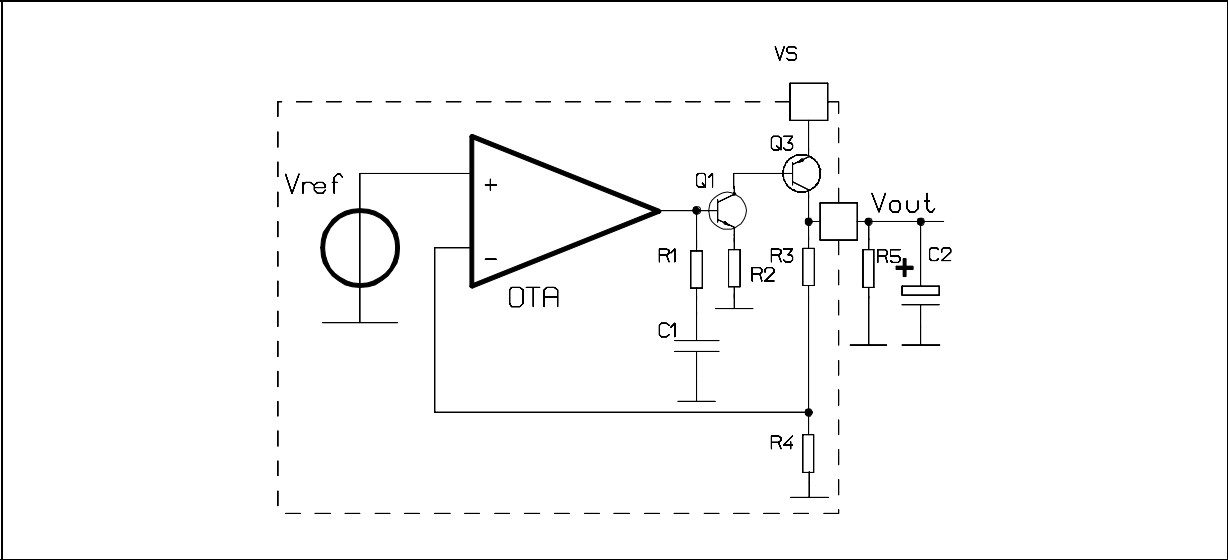 VS
Q3
Vref
+
Q1
Vout
R1
R2
R3
R5
+
C2
−
OTA
C1
R4